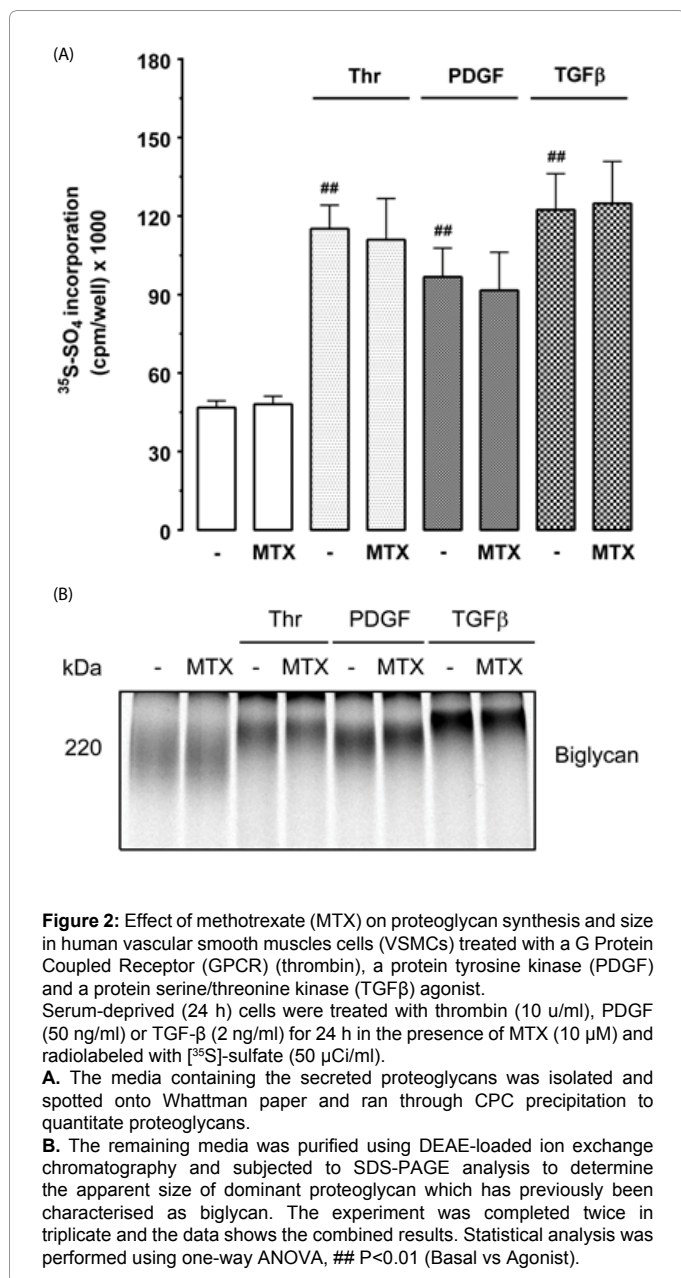 (A)
180
150
120
90
60
30
0
³⁵S-SO₄ incorporation
(cpm/well) x 1000
Thr PDGF TGFβ
## ## ##
- MTX - MTX - MTX - MTX
(B)
Thr PDGF TGFβ
kDa - MTX - MTX - MTX - MTX
220 Biglycan
Figure 2: Effect of methotrexate (MTX) on proteoglycan synthesis and size
in human vascular smooth muscles cells (VSMCs) treated with a G Protein
Coupled Receptor (GPCR) (thrombin), a protein tyrosine kinase (PDGF)
and a protein serine/threonine kinase (TGFβ) agonist.
Serum-deprived (24 h) cells were treated with thrombin (10 u/ml), PDGF
(50 ng/ml) or TGF-β (2 ng/ml) for 24 h in the presence of MTX (10 μM) and
radiolabeled with [³⁵S]-sulfate (50 μCi/ml).
A. The media containing the secreted proteoglycans was isolated and
spotted onto Whattman paper and ran through CPC precipitation to
quantitate proteoglycans.
B. The remaining media was purified using DEAE-loaded ion exchange
chromatography and subjected to SDS-PAGE analysis to determine
the apparent size of dominant proteoglycan which has previously been
characterised as biglycan. The experiment was completed twice in
triplicate and the data shows the combined results. Statistical analysis was
performed using one-way ANOVA, ## P<0.01 (Basal vs Agonist).